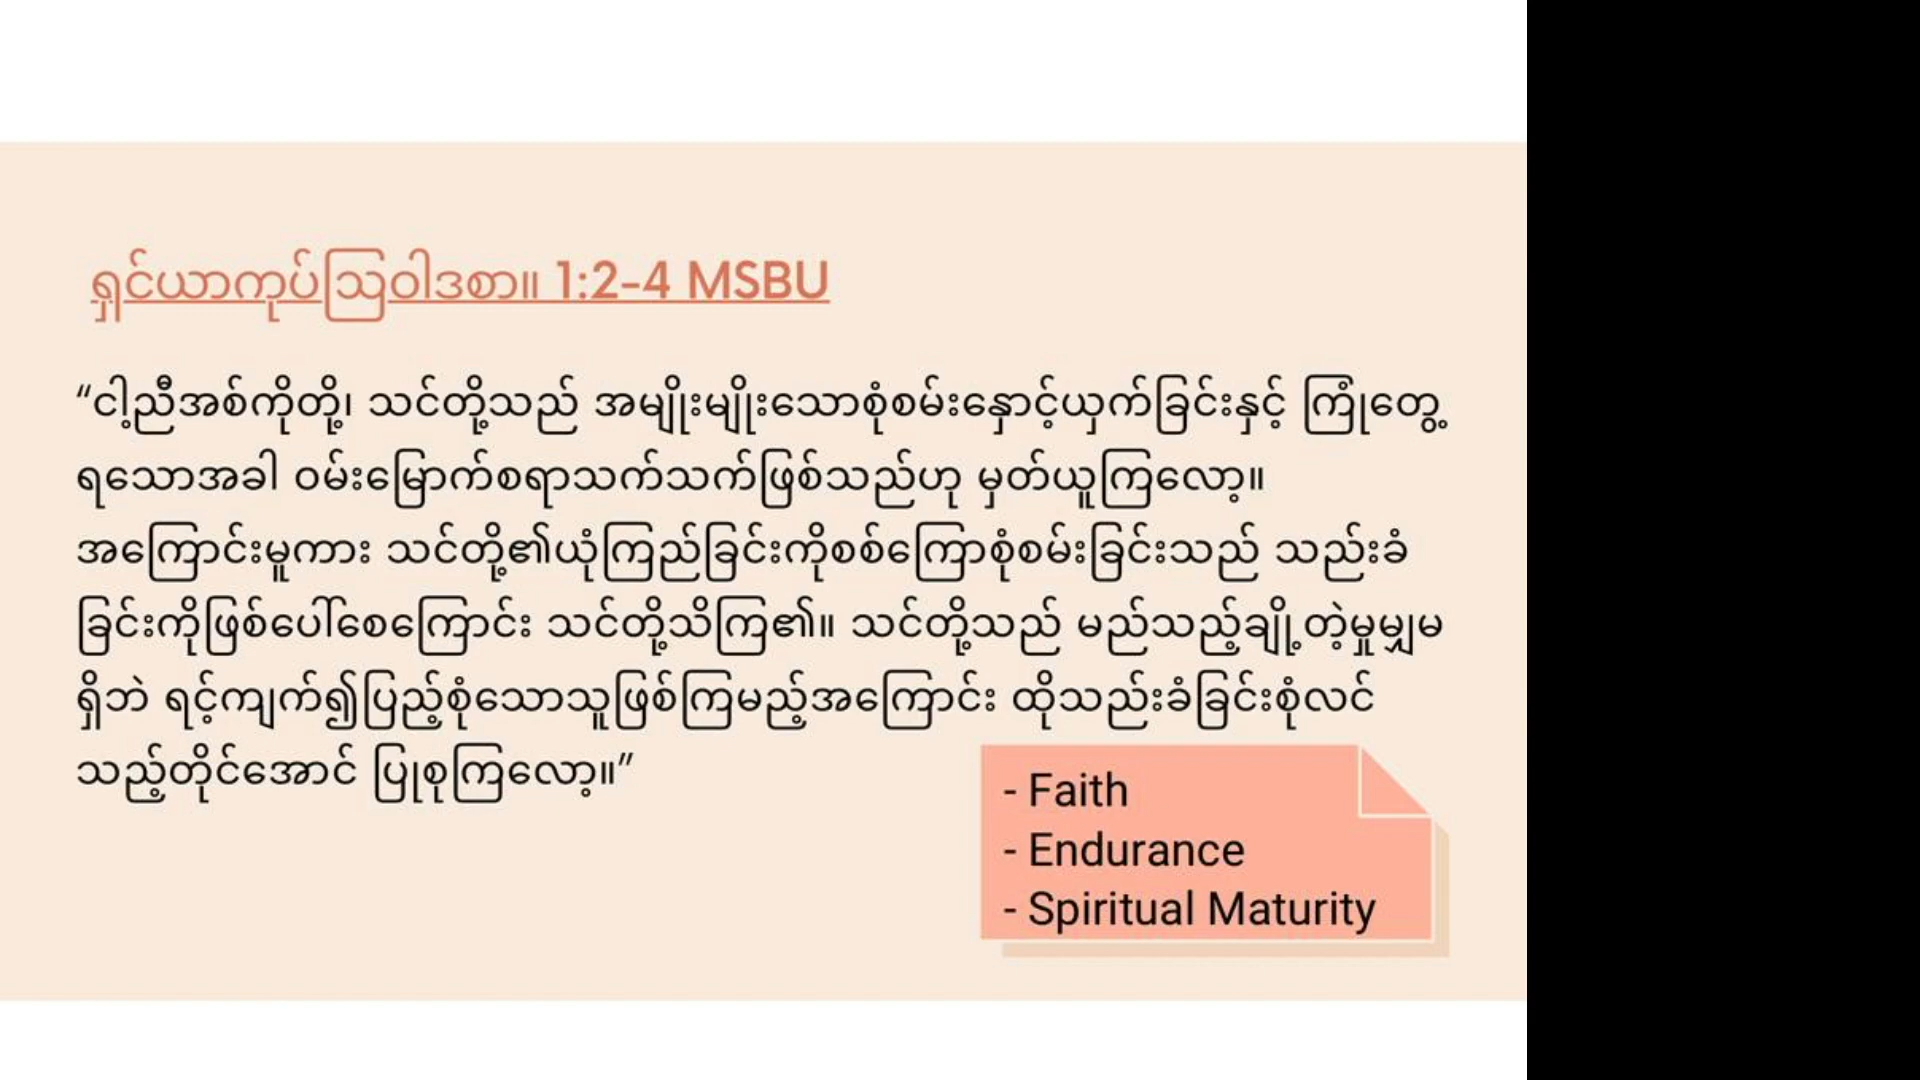 ရှင်ယာကုပ်ဩဝါဒစာ။ 1:2-4 MSBU
“ငါ့ညီအစ်ကိုတို့၊ သင်တို့သည် အမျိုးမျိုးသောစုံစမ်းနှောင့်ယှက်ခြင်းနှင့် ကြုံတွေ့
ရသောအခါ ဝမ်းမြောက်စရာသက်သက်ဖြစ်သည်ဟု မှတ်ယူကြလော့။
အကြောင်းမူကား သင်တို့၏ယုံကြည်ခြင်းကိုစစ်ကြောစုံစမ်းခြင်းသည် သည်းခံ
ခြင်းကိုဖြစ်ပေါ်စေကြောင်း သင်တို့သိကြ၏။ သင်တို့သည် မည်သည့်ချို့တဲ့မှုမျှမ
ရှိဘဲ ရင့်ကျက်၍ပြည့်စုံသောသူဖြစ်ကြမည့်အကြောင်း ထိုသည်းခံခြင်းစုံလင်
သည့်တိုင်အောင် ပြုစုကြလော့။”
- Faith
- Endurance
- Spiritual Maturity